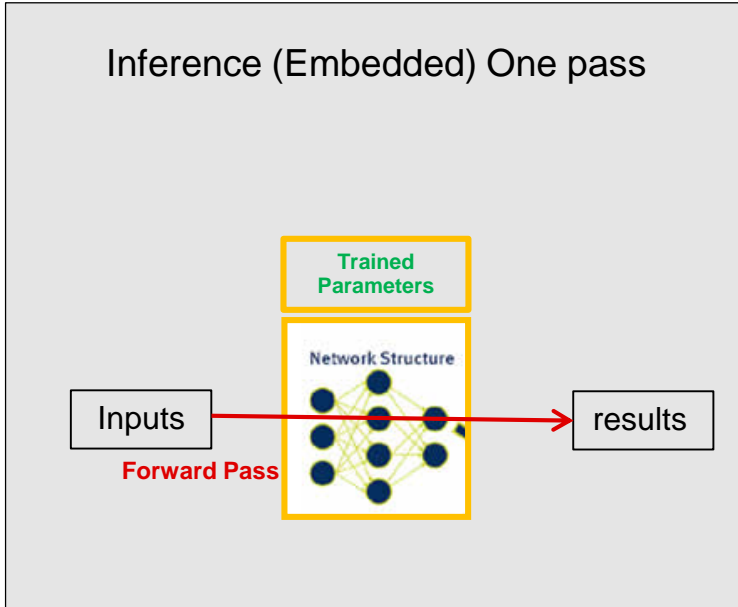 Inference (Embedded) One pass
Trained
Parameters
Network Structure
Inputs
results
Forward Pass